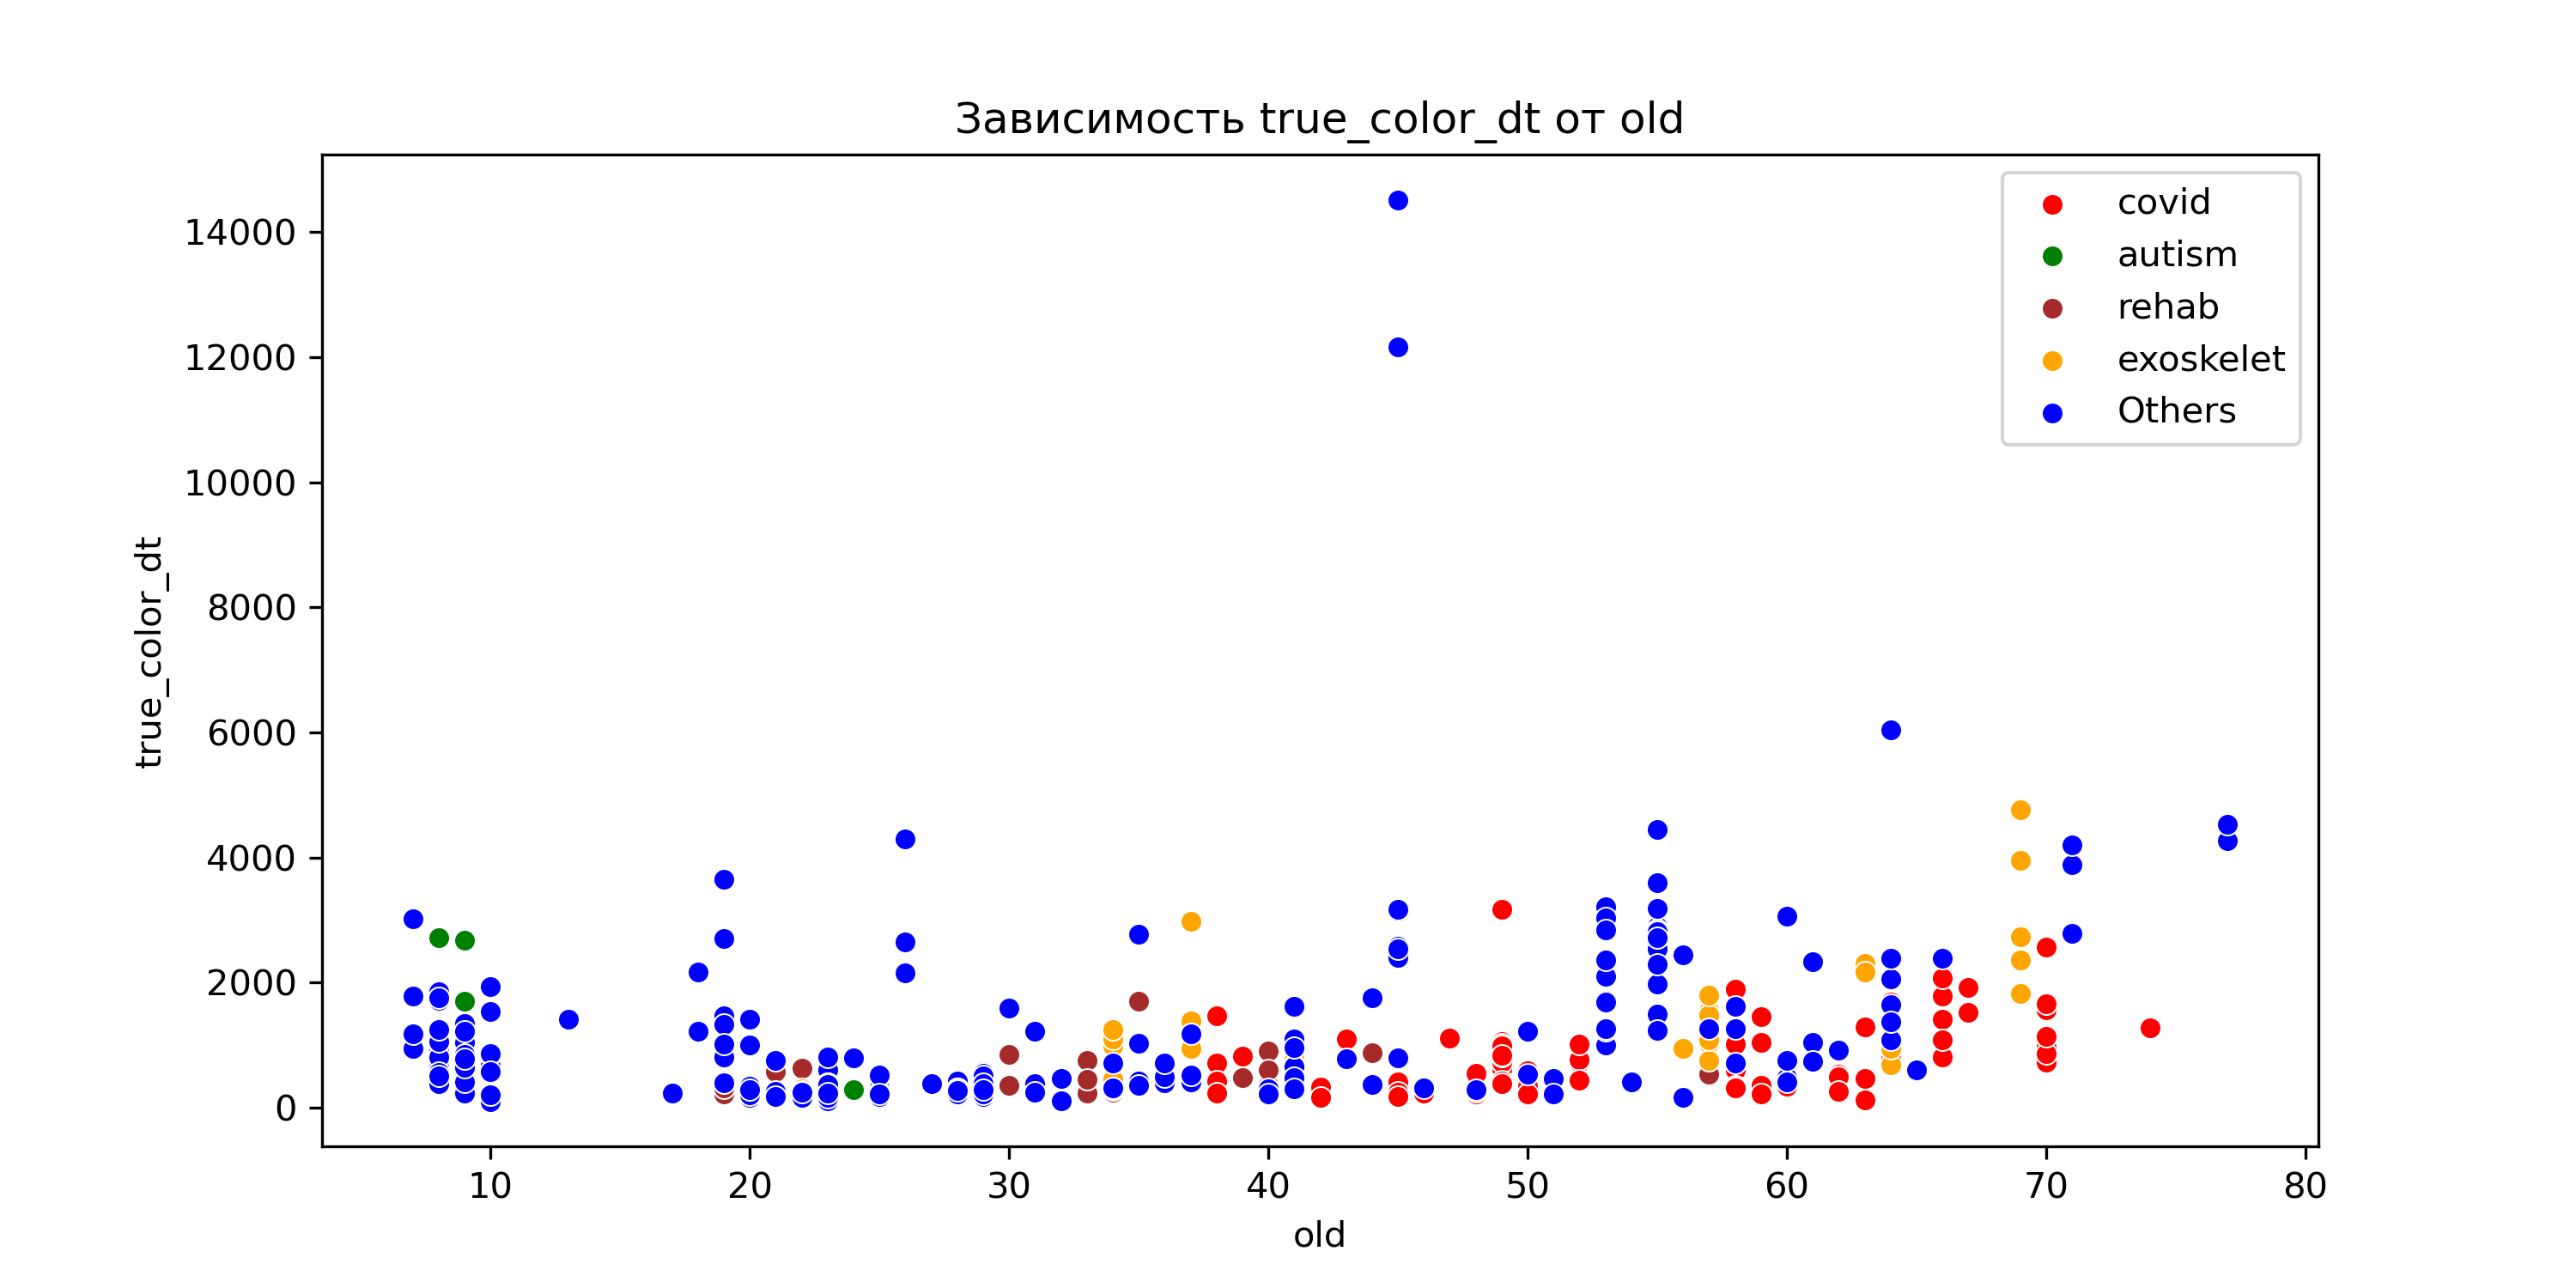 Зависимость true_color_dt от old
covid
autism
rehab
exoskelet
Others
true_color_dt
14000
12000
10000
8000
6000
4000
2000
0
10 20 30 40 50 60 70 80
old